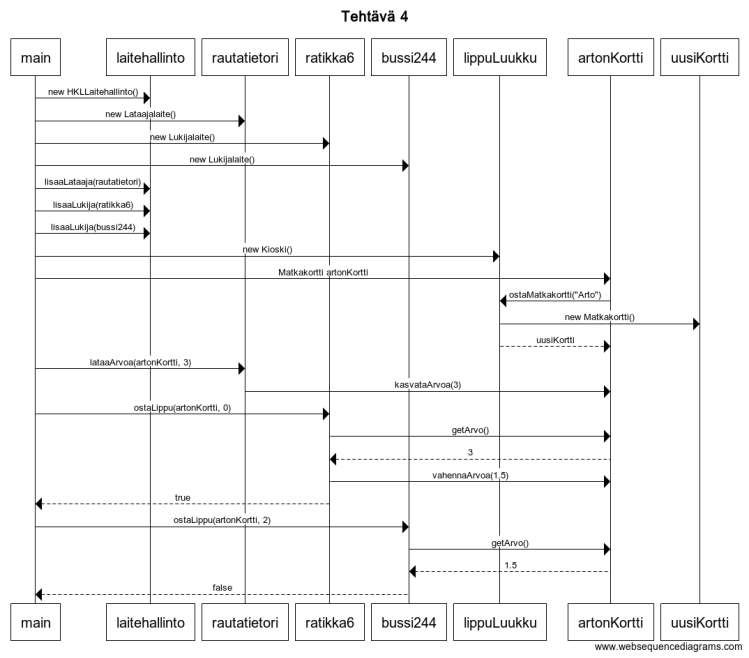 Tehtävä 4
main laitehallinto rautatietori ratikka6 bussi244 lippuLuukku artonKortti uusiKortti
new HKLLaitehallinto()
new Lataajalaite()
new Lukijalaite()
new Lukijalaite()
lisaaLataaja(rautatietori)
lisaaLukija(ratikka6)
lisaaLukija(bussi244)
new Kioski()
Matkakortti artonKortti
ostaMatkakortti("Arto")
new Matkakortti()
uusiKortti
lataaArvoa(artonKortti, 3)
kasvataArvoa(3)
ostaLippu(artonKortti, 0)
getArvo()
3
vahennaArvoa(1.5)
true
ostaLippu(artonKortti, 2)
getArvo()
1.5
false
main laitehallinto rautatietori ratikka6 bussi244 lippuLuukku artonKortti uusiKortti
www.websequencediagrams.com